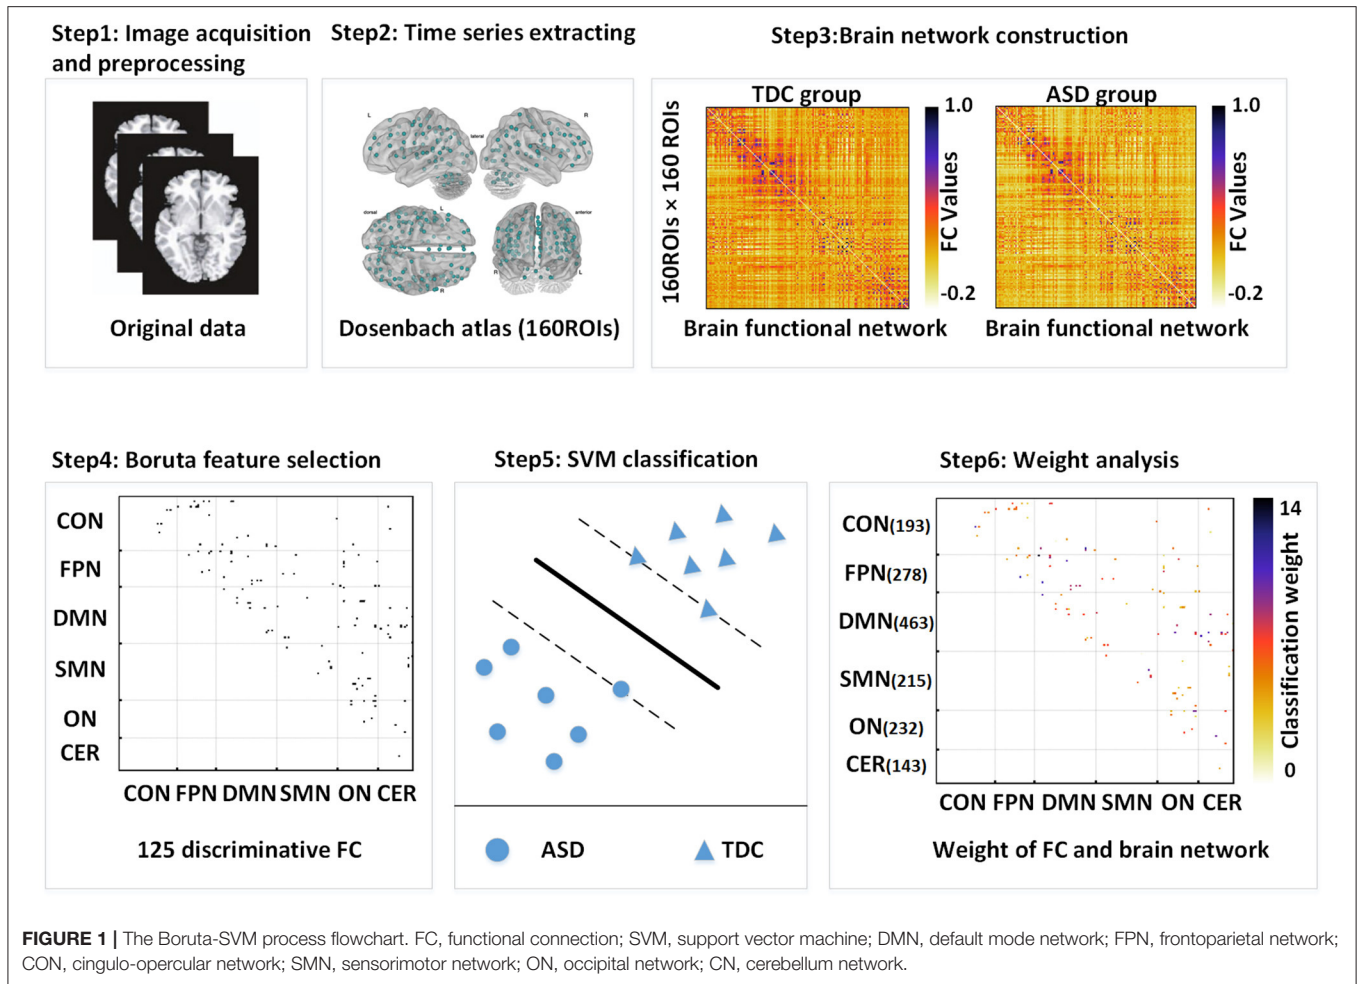 Step1: Image acquisition
and preprocessing
Step2: Time series extracting
Step3:Brain network construction
L
R
lateral
dorsal
L
anterior
R
R
L
TDC group
ASD group
160ROIs × 160 ROIs
1.0
FC Values
-0.2
1.0
FC Values
-0.2
Original data
Dosenbach atlas (160ROIs)
Brain functional network
Brain functional network
Step4: Boruta feature selection
Step5: SVM classification
Step6: Weight analysis
CON
FPN
DMN
SMN
ON
CER
CON FPN DMN SMN ON CER
125 discriminative FC
ASD
TDC
CON(193)
FPN(278)
DMN(463)
SMN(215)
ON(232)
CER(143)
CON FPN DMN SMN ON CER
14
Classification weight
0
Weight of FC and brain network
FIGURE 1 | The Boruta-SVM process flowchart. FC, functional connection; SVM, support vector machine; DMN, default mode network; FPN, frontoparietal network;
CON, cingulo-opercular network; SMN, sensorimotor network; ON, occipital network; CN, cerebellum network.